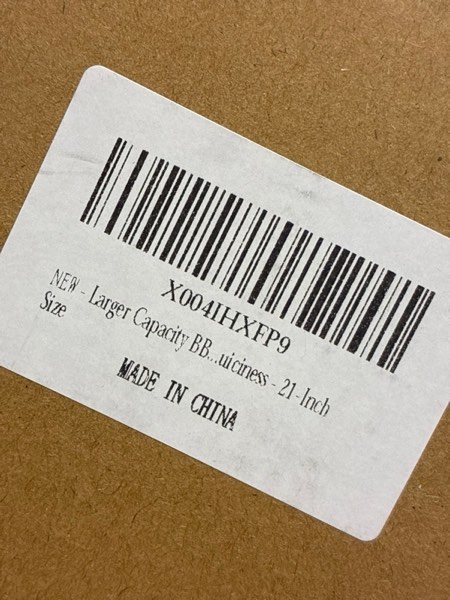 X004IHXFP9
NEW - Larger Capacity BB...uiciness - 21-Inch
Size
MADE IN CHINA